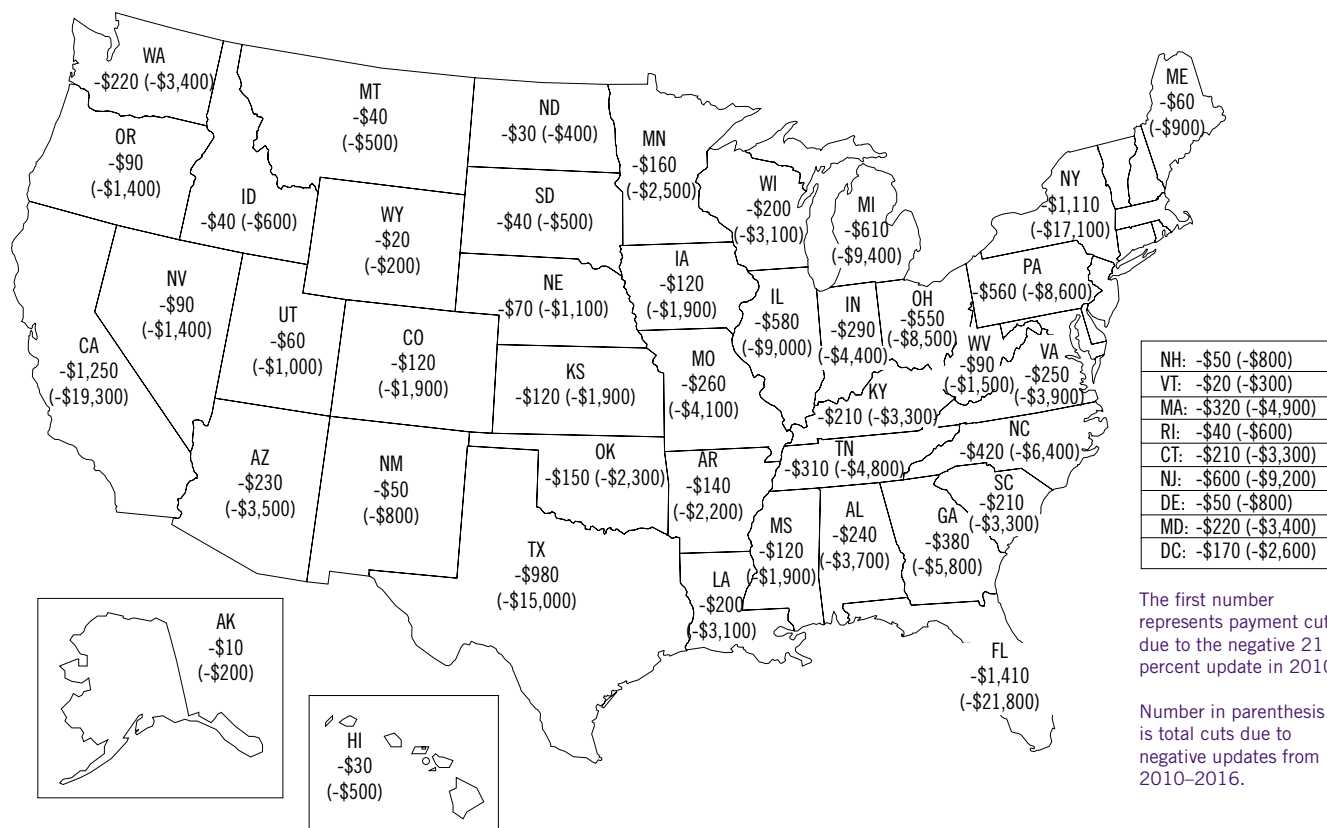 WA
-$220 (-$3,400)
OR
-$90
(-$1,400)
CA
-$1,250
(-$19,300)
ID
-$40 (-$600)
NV
-$90
(-$1,400)
MT
-$40
(-$500)
WY
-$20
(-$200)
UT
-$60
(-$1,000)
CO
-$120
(-$1,900)
AZ
-$230
(-$3,500)
NM
-$50
(-$800)
ND
-$30 (-$400)
SD
-$40 (-$500)
NE
-$70 (-$1,100)
KS
-$120 (-$1,900)
OK
-$150 (-$2,300)
TX
-$980
(-$15,000)
MN
-$160
(-$2,500)
IA
-$120
(-$1,900)
MO
-$260
(-$4,100)
AR
-$140
(-$2,200)
LA
-$200
(-$3,100)
WI
-$200
(-$3,100)
IL
-$580
(-$9,000)
MI
-$610
(-$9,400)
IN
-$290
(-$4,400)
OH
-$550
(-$8,500)
KY
-$210 (-$3,300)
TN
-$310 (-$4,800)
MS
-$120
(-$1,900)
AL
-$240
(-$3,700)
GA
-$380
(-$5,800)
FL
-$1,410
(-$21,800)
SC
-$210
(-$3,300)
NC
-$420 (-$6,400)
WV
-$90
(-$1,500)
VA
-$250
(-$3,900)
PA
-$560 (-$8,600)
NY
-$1,110
(-$17,100)
ME
-$60
(-$900)
AK
-$10
(-$200)
HI
-$30
(-$500)
NH: -$50 (-$800)
VT: -$20 (-$300)
MA: -$320 (-$4,900)
RI: -$40 (-$600)
CT: -$210 (-$3,300)
NJ: -$600 (-$9,200)
DE: -$50 (-$800)
MD: -$220 (-$3,400)
DC: -$170 (-$2,600)
The first number
represents payment cut
due to the negative 21
percent update in 2010
Number in parenthesis
is total cuts due to
negative updates from
2010–2016.